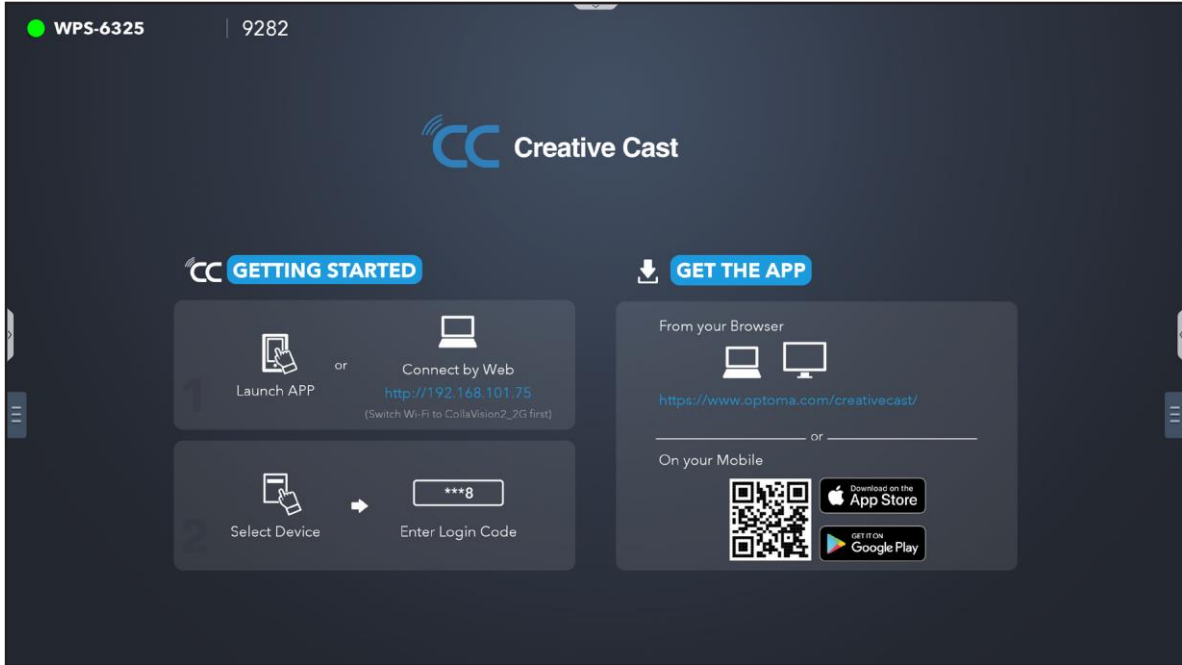 WPS-6325 | 9282
CC Creative Cast
CC GETTING STARTED
1
Launch APP
or
Connect by Web
http://192.168.101.75
(Switch Wi-Fi to CollaVision2_2G first)
2
Select Device
***8
Enter Login Code
GET THE APP
From your Browser
https://www.optoma.com/creativecast/
or
On your Mobile
Download on the
App Store
GET IT ON
Google Play